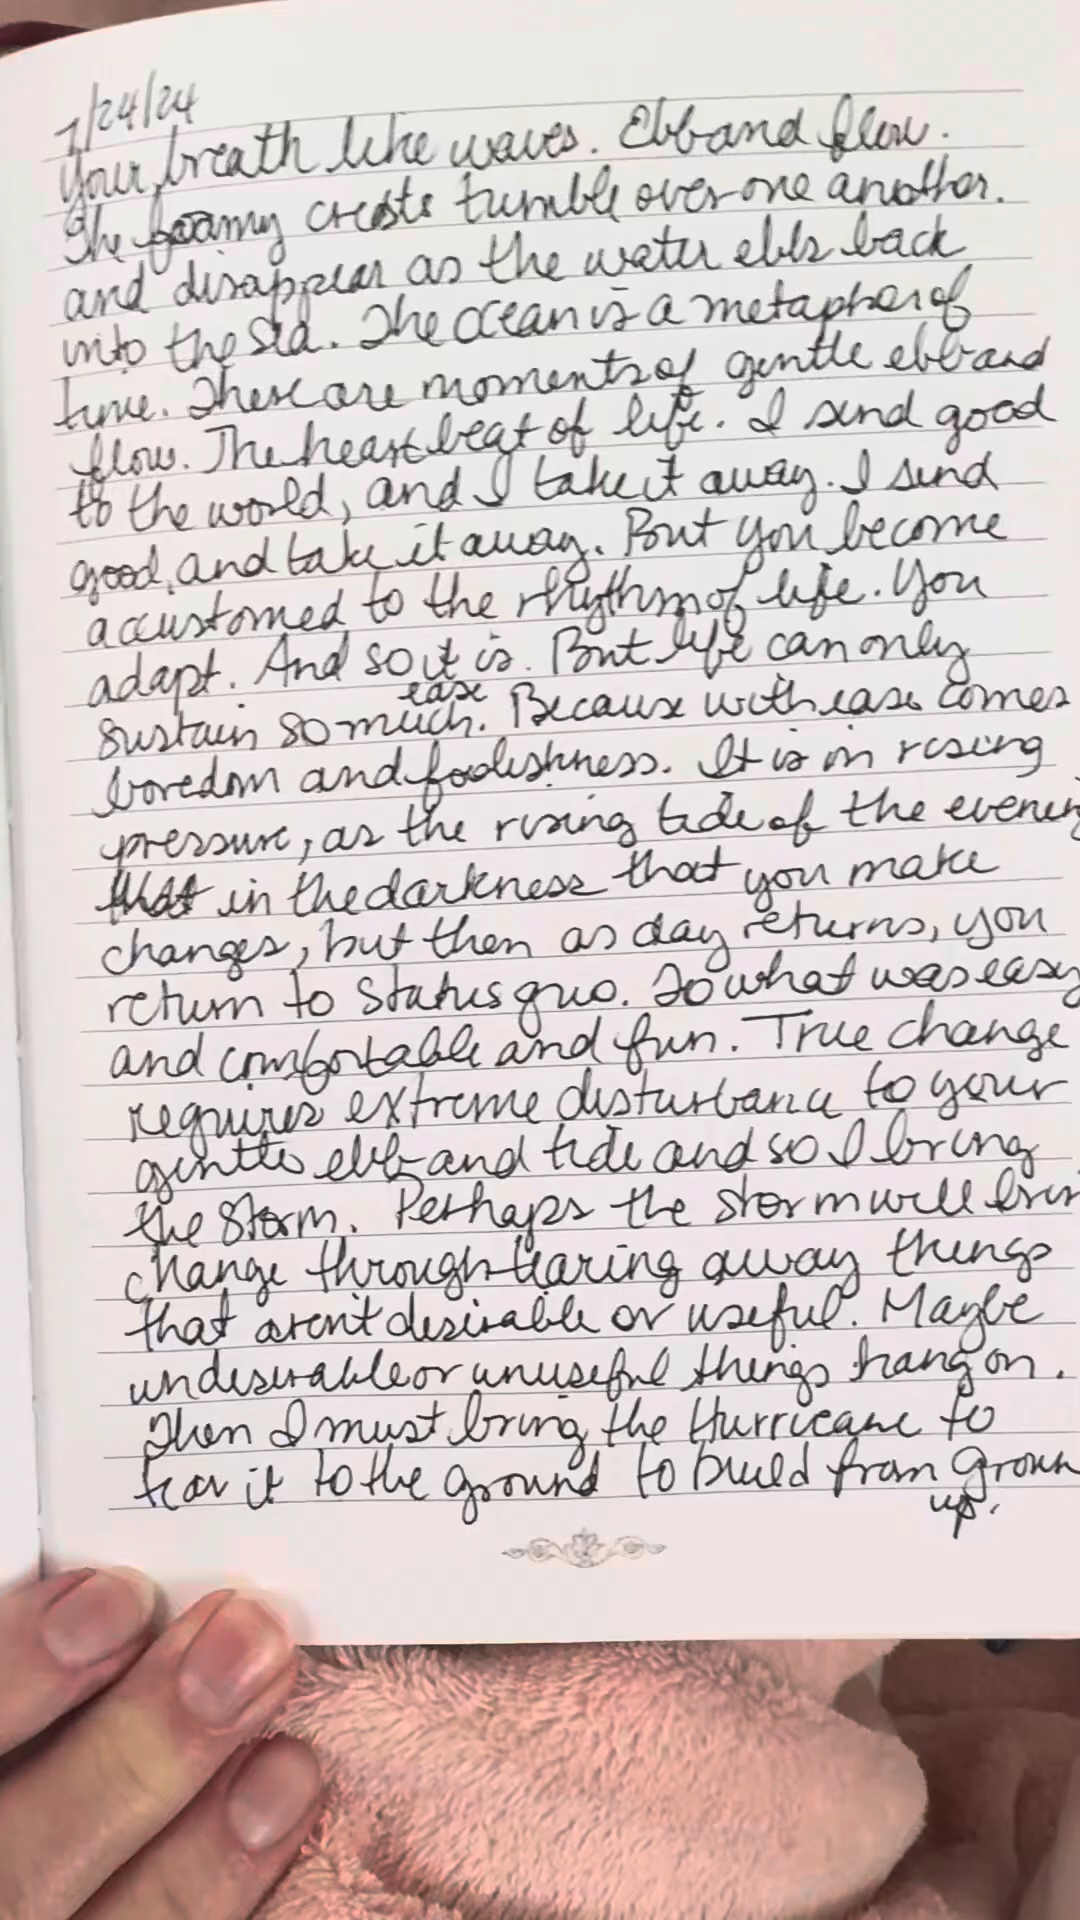 7/24/24
Your breath like waves. Ebb and flow.
The foamy crests tumble over one another.
and disappear as the water ebbs back
into the sea. The ocean is a metaphor of
time. There are moments of gentle ebb and
flow. The heart beat of life. I send good
to the world, and I take it away. I send
good, and take it away. But you become
accustomed to the rhythm of life. You
adapt. And so it is. But life can only
ease
sustain so much. Because with ease comes
boredom and foolishness. It is in rising
pressure, as the rising tide of the evening
that in the darkness that you make
changes, but then as day returns, you
return to status quo. To what was easy
and comfortable and fun. True change
requires extreme disturbance to your
gentle ebb and tide and so I bring
the storm. Perhaps the storm will brin
change through tearing away things
that aren't desirable or useful. Maybe
undesirable or unuseful things hang on.
Then I must bring the Hurricane to
tear it to the ground to build from groun
up.